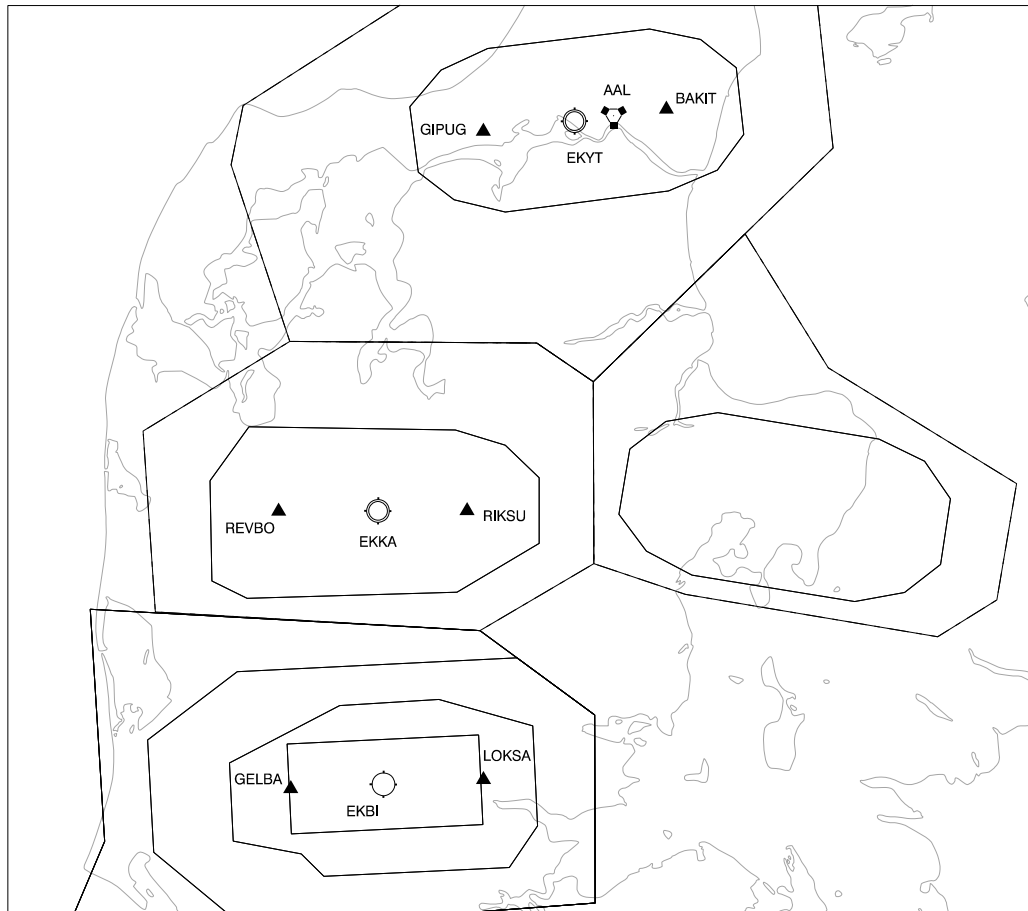 AAL
BAKIT
GIPUG
EKYT
REVBO
RIKSU
EKKA
LOKSA
GELBA
EKBI